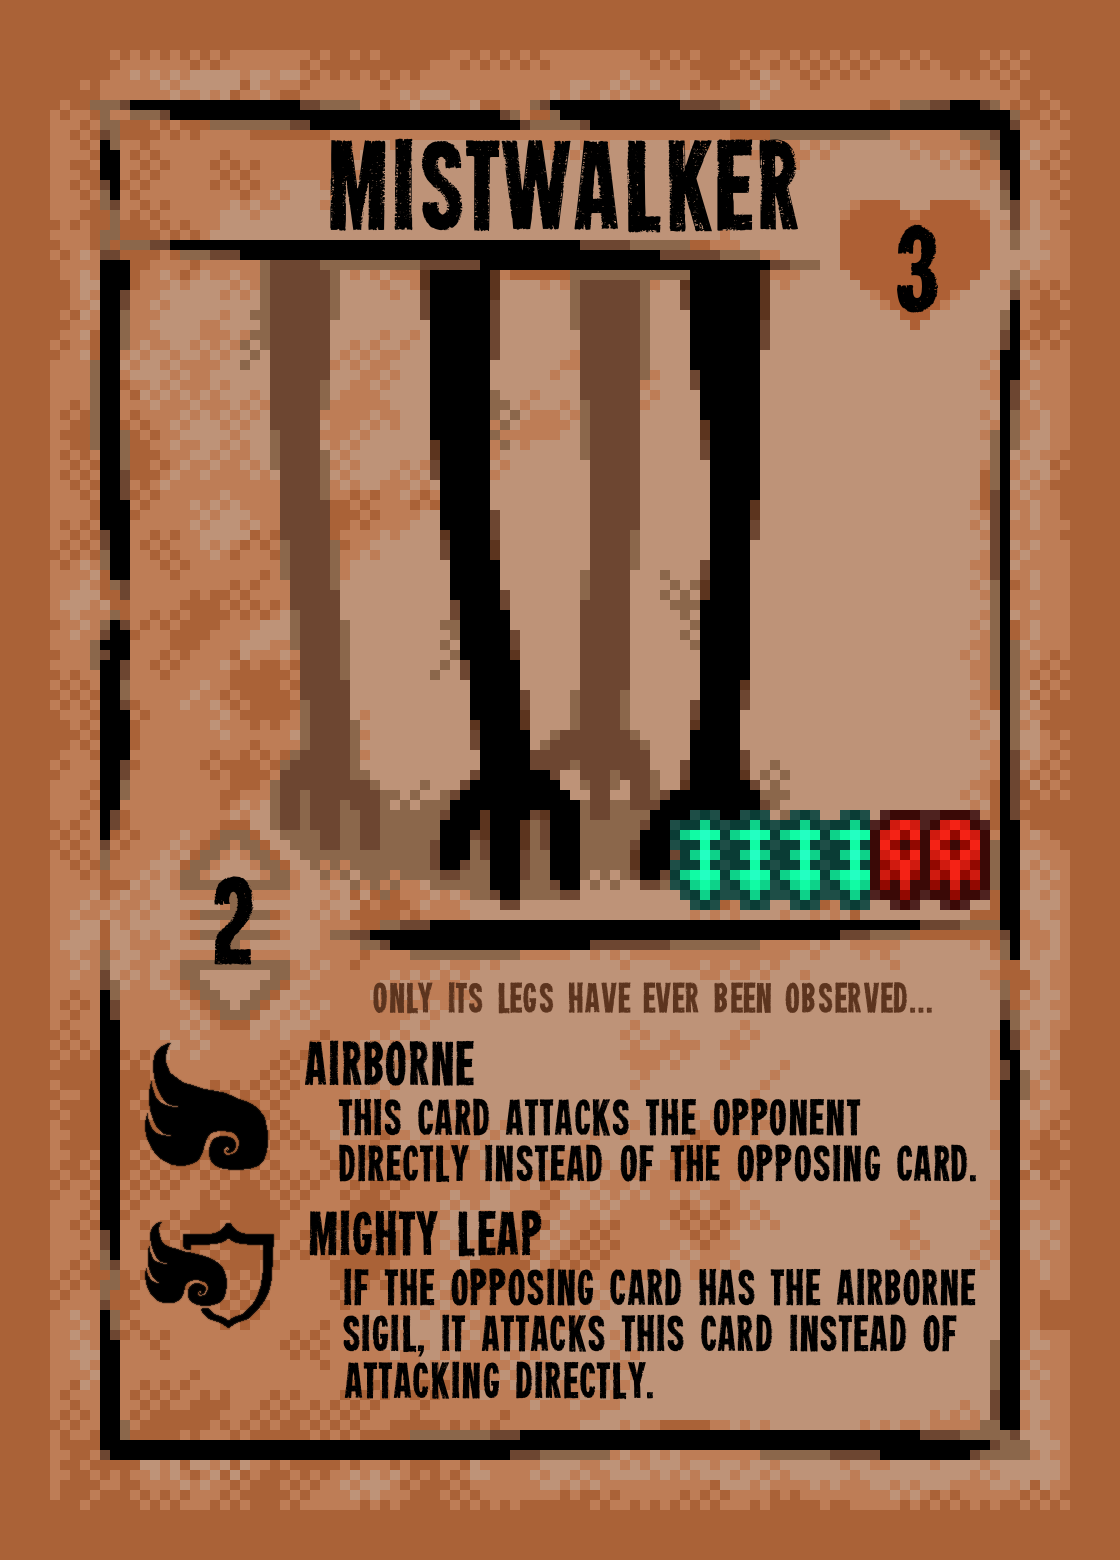 MISTWALKER
3
2
ONLY ITS LEGS HAVE EVER BEEN OBSERVED...
AIRBORNE
THIS CARD ATTACKS THE OPPONENT
DIRECTLY INSTEAD OF THE OPPOSING CARD.
MIGHTY LEAP
IF THE OPPOSING CARD HAS THE AIRBORNE
SIGIL, IT ATTACKS THIS CARD INSTEAD OF
ATTACKING DIRECTLY.